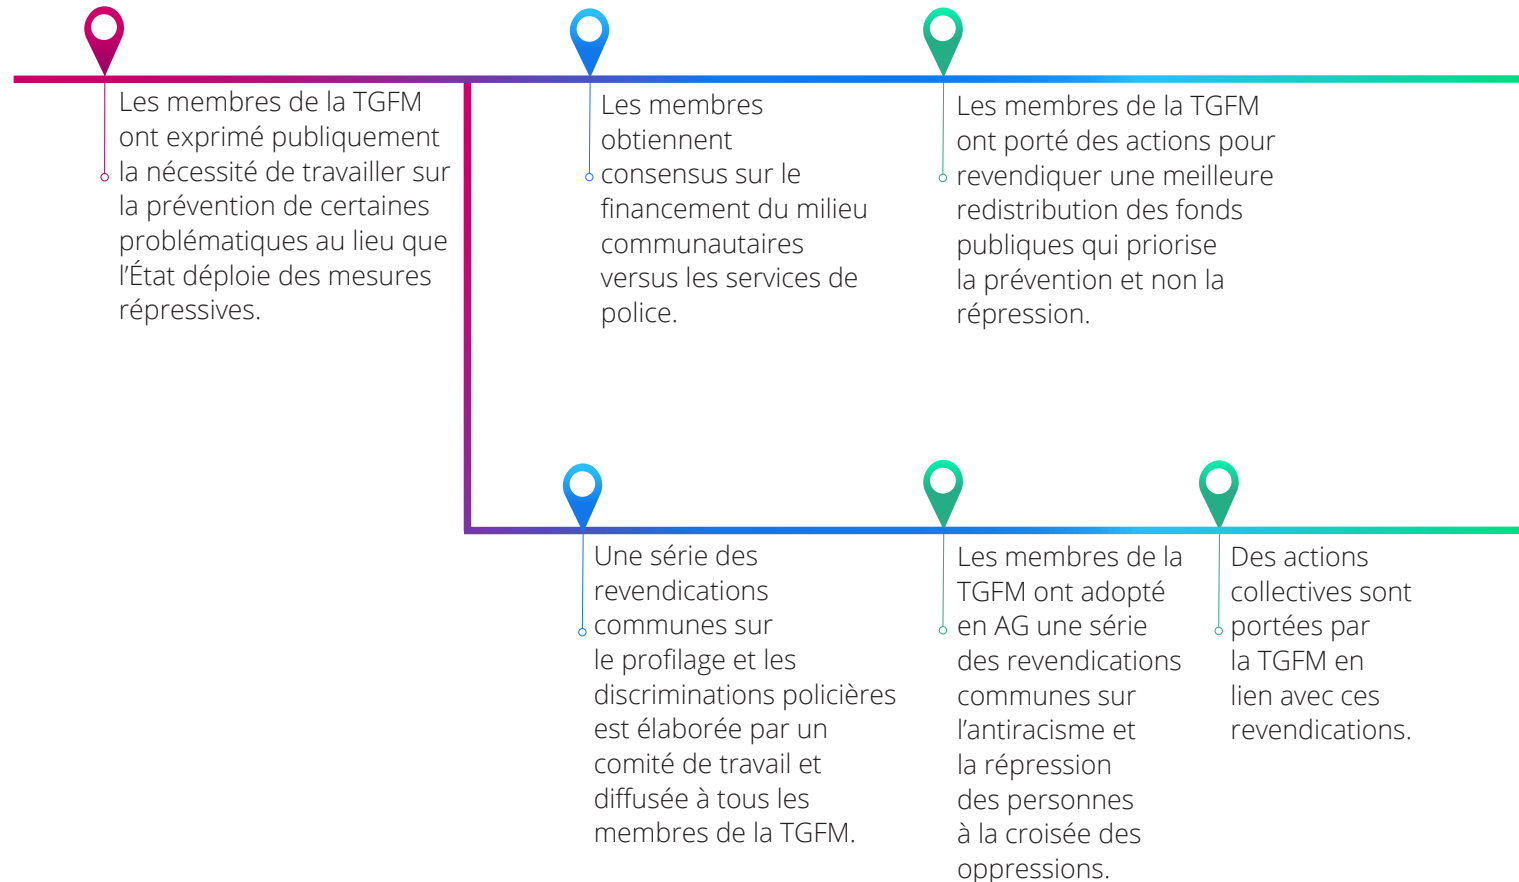 Les membres de la TGFM
ont exprimé publiquement
la nécessité de travailler sur
la prévention de certaines
problématiques au lieu que
l’État déploie des mesures
répressives.
Les membres
obtiennent
consensus sur le
financement du milieu
communautaires
versus les services de
police.
Les membres de la TGFM
ont porté des actions pour
revendiquer une meilleure
redistribution des fonds
publiques qui priorise
la prévention et non la
répression.
Une série des
revendications
communes sur
le profilage et les
discriminations policières
est élaborée par un
comité de travail et
diffusée à tous les
membres de la TGFM.
Les membres de la
TGFM ont adopté
en AG une série
des revendications
communes sur
l’antiracisme et
la répression
des personnes
à la croisée des
oppressions.
Des actions
collectives sont
portées par
la TGFM en
lien avec ces
revendications.